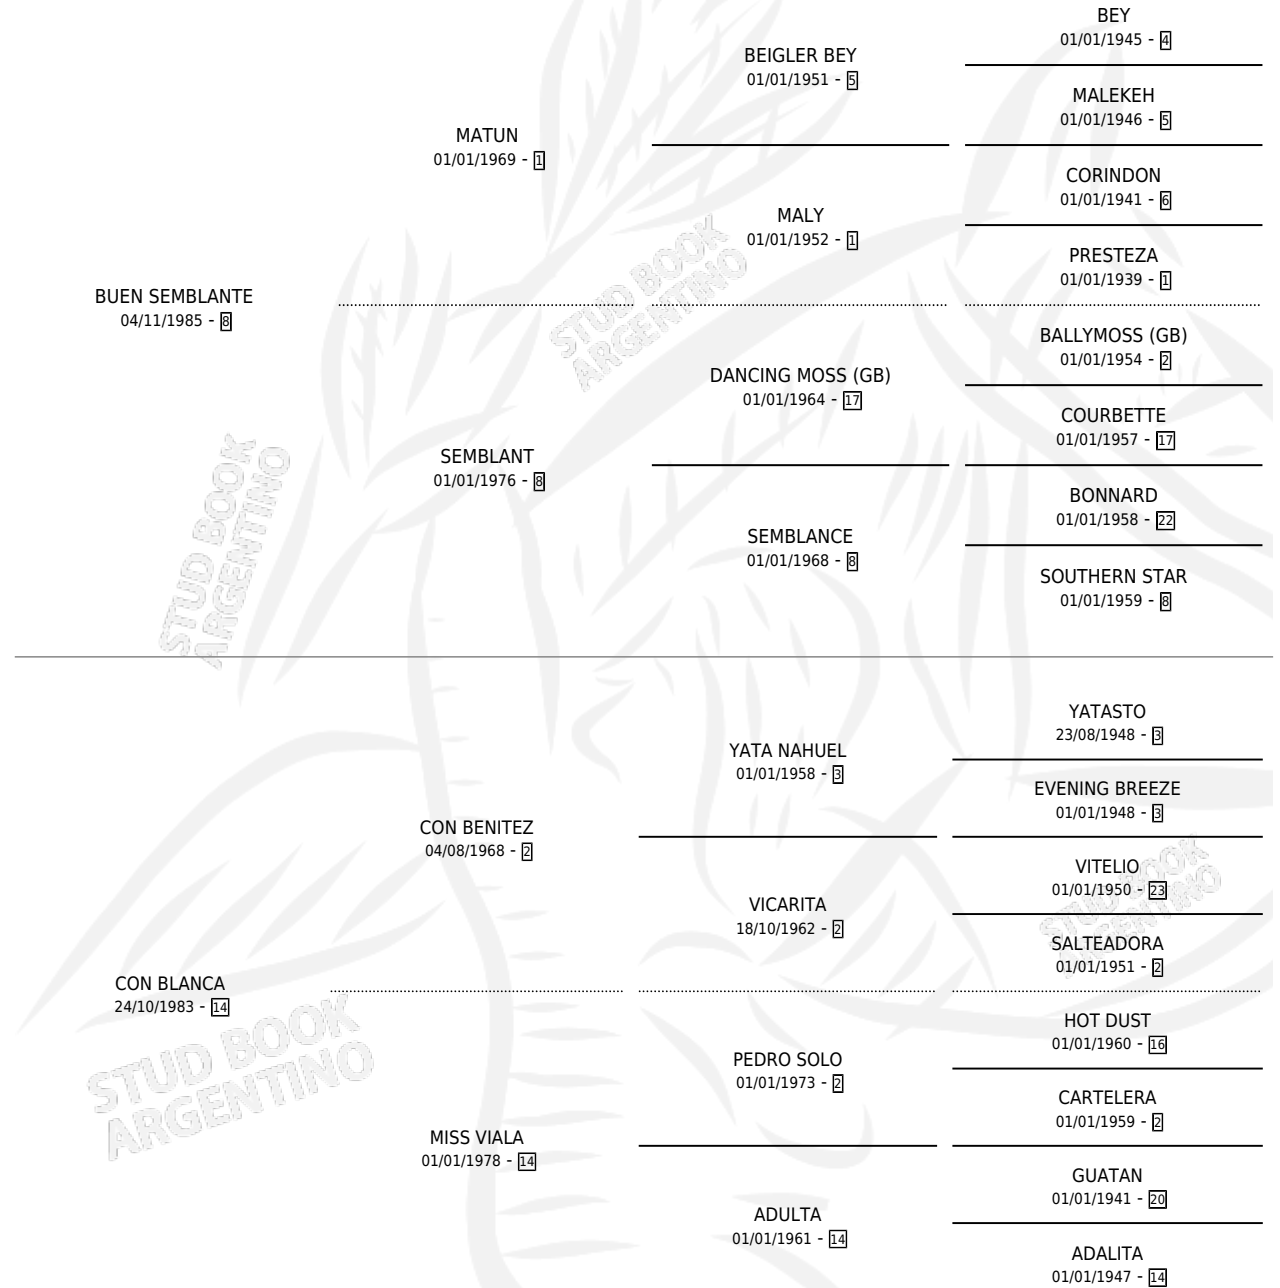 BEY
01/01/1945 - 4
BEIGLER BEY
01/01/1951 - 5
MALEKEH
01/01/1946 - 5
MATUN
01/01/1969 - 1
CORINDON
01/01/1941 - 6
MALY
01/01/1952 - 1
PRESTEZA
01/01/1939 - 1
BUEN SEMBLANTE
04/11/1985 - 8
STUD BOOK
ARGENTINO
BALLYMOSS (GB)
01/01/1954 - 2
DANCING MOSS (GB)
01/01/1964 - 17
COURBETTE
01/01/1957 - 17
SEMBLANT
01/01/1976 - 8
BONNARD
01/01/1958 - 22
SEMBLANCE
01/01/1968 - 8
SOUTHERN STAR
01/01/1959 - 8
STUD BOOK
ARGENTINO
YATASTO
23/08/1948 - 3
YATA NAHUEL
01/01/1958 - 3
EVENING BREEZE
01/01/1948 - 3
CON BENITEZ
04/08/1968 - 2
VITELIO
01/01/1950 - 23
VICARITA
18/10/1962 - 2
STUD BOOK
ARGENTINO
SALTEADORA
01/01/1951 - 2
CON BLANCA
24/10/1983 - 14
HOT DUST
01/01/1960 - 16
PEDRO SOLO
01/01/1973 - 2
STUD BOOK
ARGENTINO
CARTELERA
01/01/1959 - 2
MISS VIALA
01/01/1978 - 14
GUATAN
01/01/1941 - 20
ADULTA
01/01/1961 - 14
ADALITA
01/01/1947 - 14